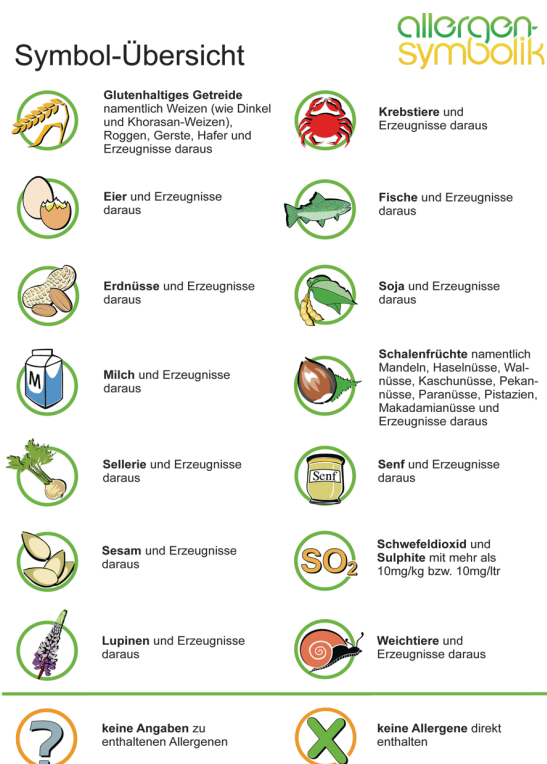 allergen-
symbolik
Symbol-Übersicht
Glutenhaltiges Getreide
namentlich Weizen (wie Dinkel
und Khorasan-Weizen),
Roggen, Gerste, Hafer und
Erzeugnisse daraus
Krebstiere und
Erzeugnisse daraus
Eier und Erzeugnisse
daraus
Fische und Erzeugnisse
daraus
Erdnüsse und Erzeugnisse
daraus
Soja und Erzeugnisse
daraus
M
Milch und Erzeugnisse
daraus
Schalenfrüchte namentlich
Mandeln, Haselnüsse, Wal-
nüsse, Kaschunüsse, Pekan-
nüsse, Paranüsse, Pistazien,
Makadamianüsse und
Erzeugnisse daraus
Sellerie und Erzeugnisse
daraus
Senf
Senf und Erzeugnisse
daraus
Sesam und Erzeugnisse
daraus
SO2
Schwefeldioxid und
Sulphite mit mehr als
10mg/kg bzw. 10mg/ltr
Lupinen und Erzeugnisse
daraus
Weichtiere und
Erzeugnisse daraus
?
keine Angaben zu
enthaltenen Allergenen
X
keine Allergene direkt
enthalten